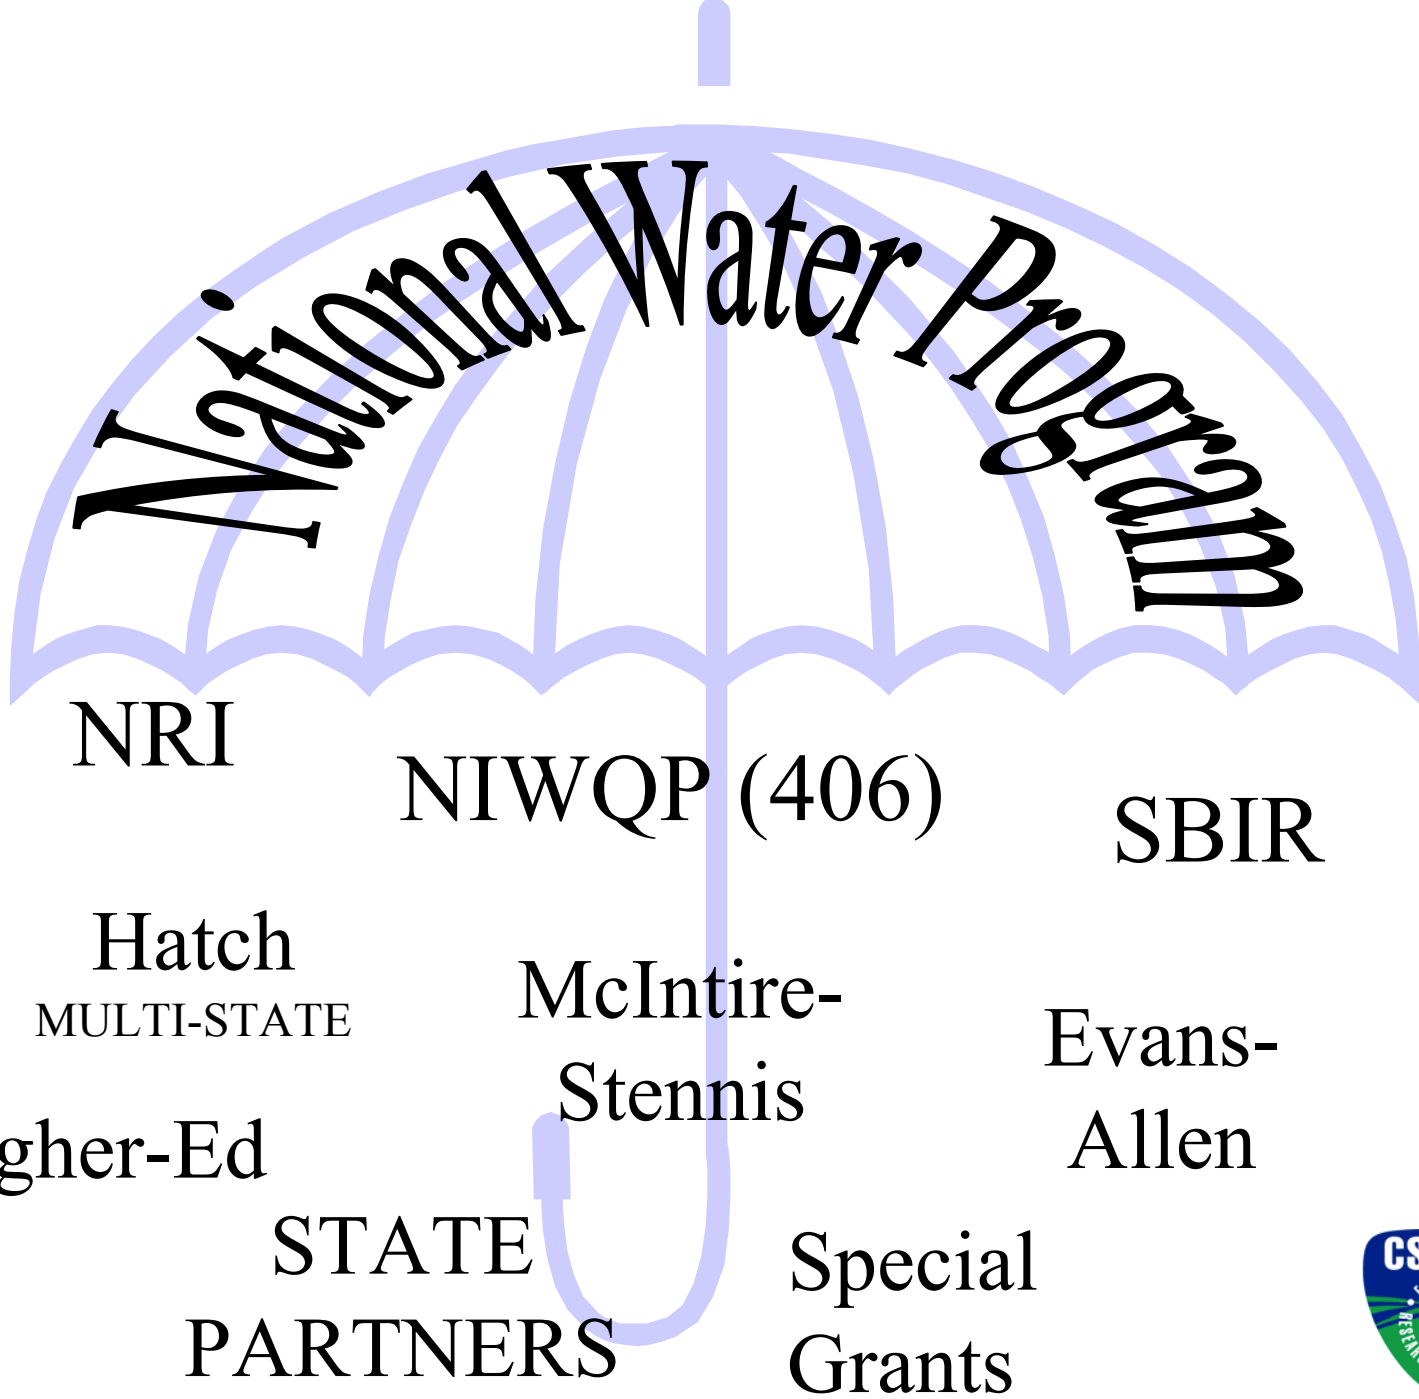 National Water Program
NRI
NIWQP (406)
SBIR
Hatch
MULTI-STATE
McIntire-
Stennis
Evans-
Allen
gher-Ed
STATE
PARTNERS
Special
Grants
CS